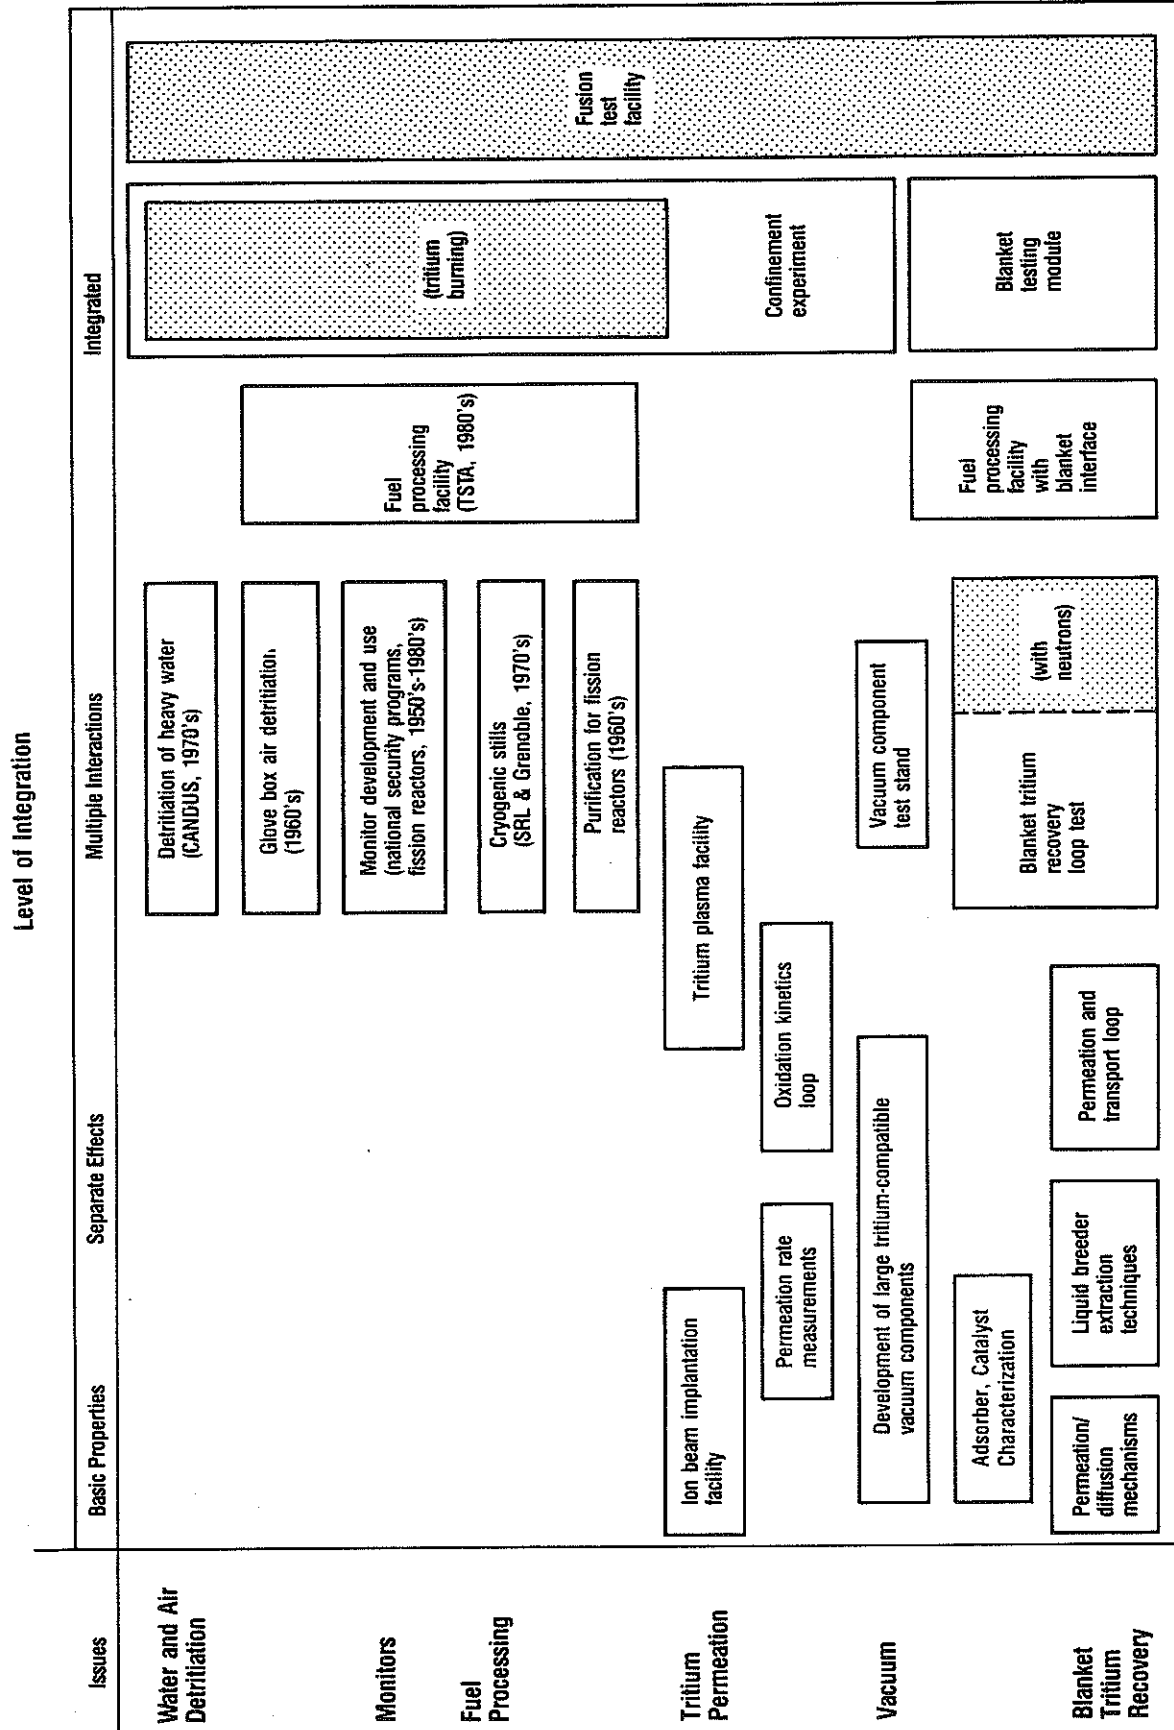 Level of Integration
Issues
Basic Properties
Separate Effects
Multiple Interactions
Integrated
Water and Air
Detritiation
Detritiation of heavy water
(CANDUS, 1970's)
Glove box air detritiation
(1960's)
Monitors
Monitor development and use
(national security programs,
fission reactors, 1950's-1980's)
Fuel
Processing
Cryogenic stills
(SRL & Grenoble, 1970's)
Purification for fission
reactors (1960's)
Fuel
processing
facility
(TSTA, 1980's)
(tritium
burning)
Fusion
test
facility
Tritium
Permeation
Ion beam implantation
facility
Tritium plasma facility
Permeation rate
measurements
Oxidation kinetics
loop
Confinement
experiment
Vacuum
Development of large tritium-compatible
vacuum components
Vacuum component
test stand
Blanket
Tritium
Recovery
Adsorber, Catalyst
Characterization
Permeation/
diffusion
mechanisms
Liquid breeder
extraction
techniques
Permeation and
transport loop
Blanket tritium
recovery
loop test
(with
neutrons)
Fuel
processing
facility
with
blanket
interface
Blanket
testing
module